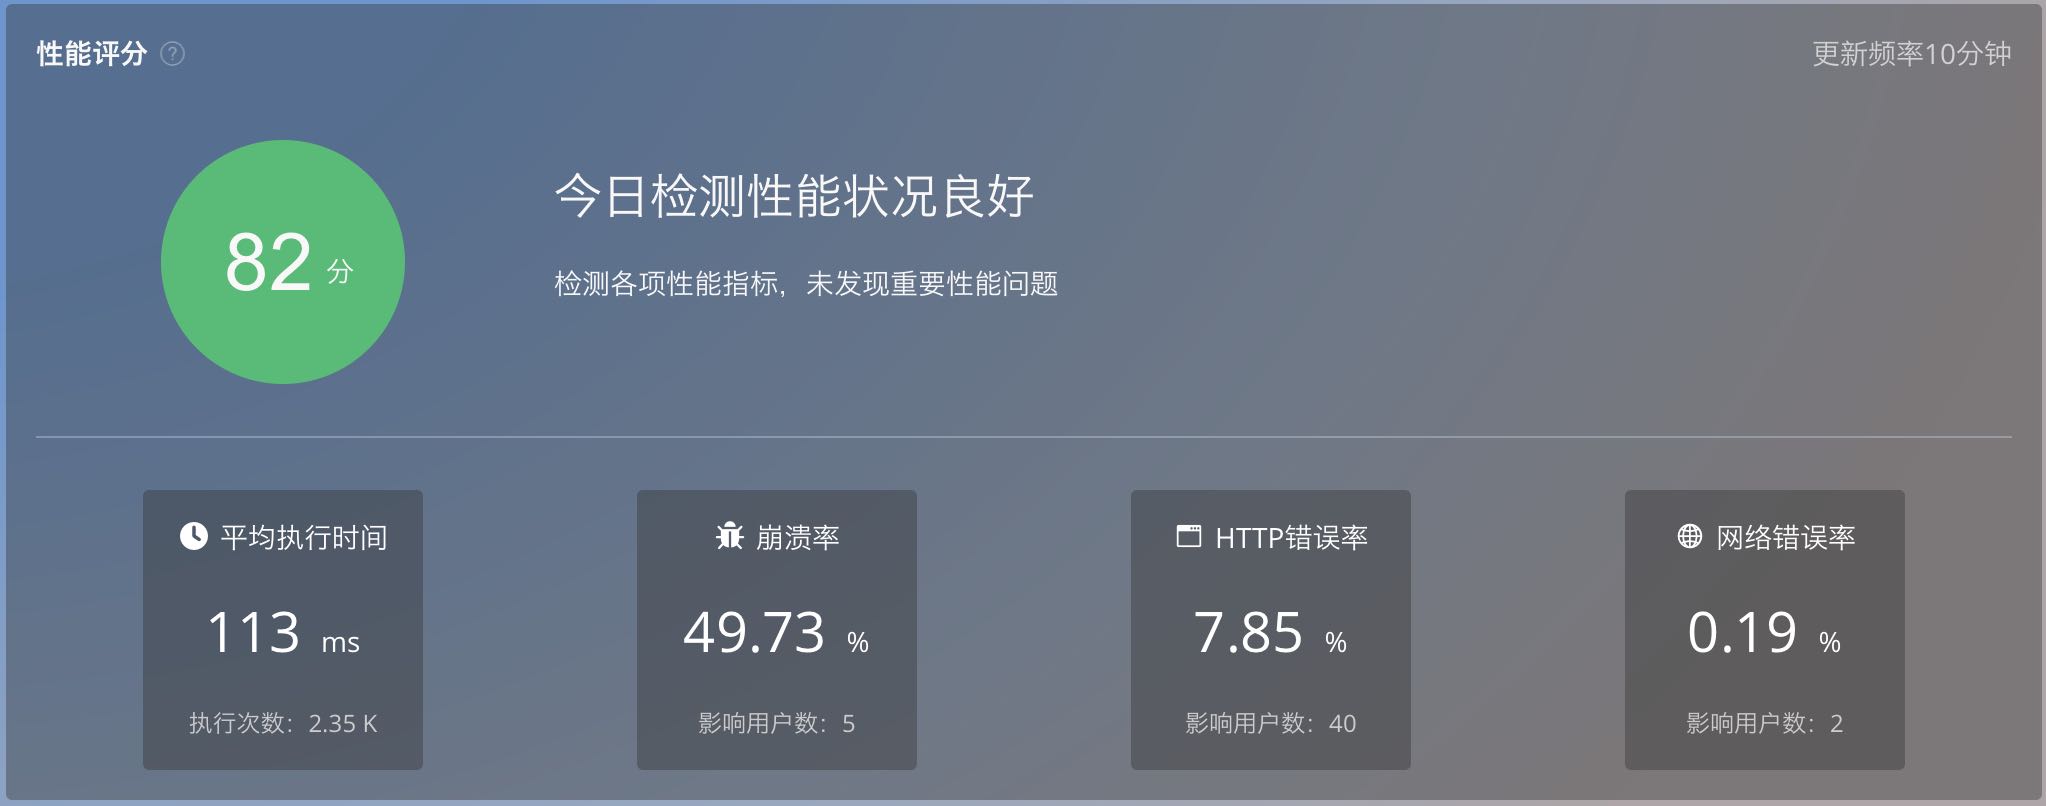 性能评分 ?
更新频率10分钟
82 分
今日检测性能状况良好
检测各项性能指标，未发现重要性能问题
平均执行时间
113 ms
执行次数：2.35 K
崩溃率
49.73 %
影响用户数：5
HTTP错误率
7.85 %
影响用户数：40
网络错误率
0.19 %
影响用户数：2